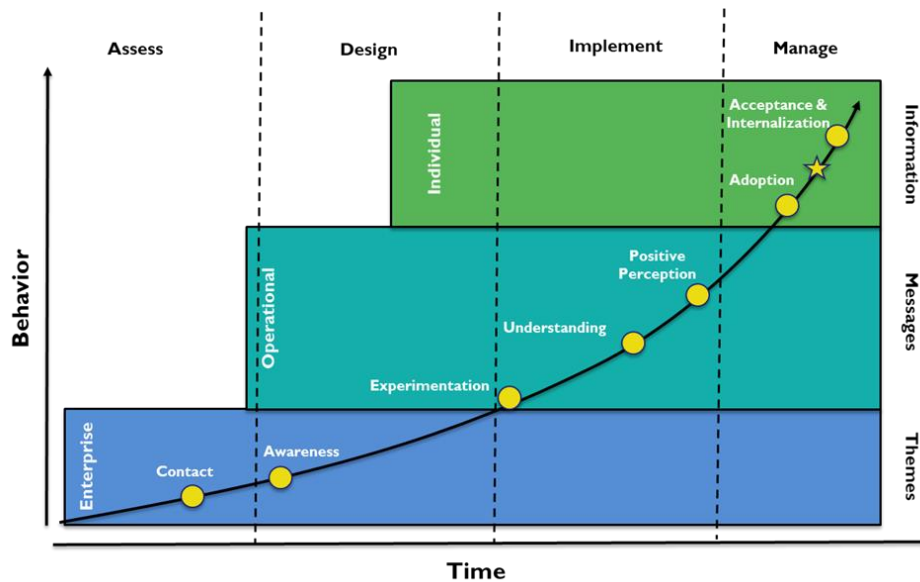 Assess
Design
Implement
Manage
Behavior
Individual
Acceptance &
Internalization
Information
Adoption
Operational
Positive
Perception
Understanding
Messages
Experimentation
Enterprise
Contact
Awareness
Themes
Time